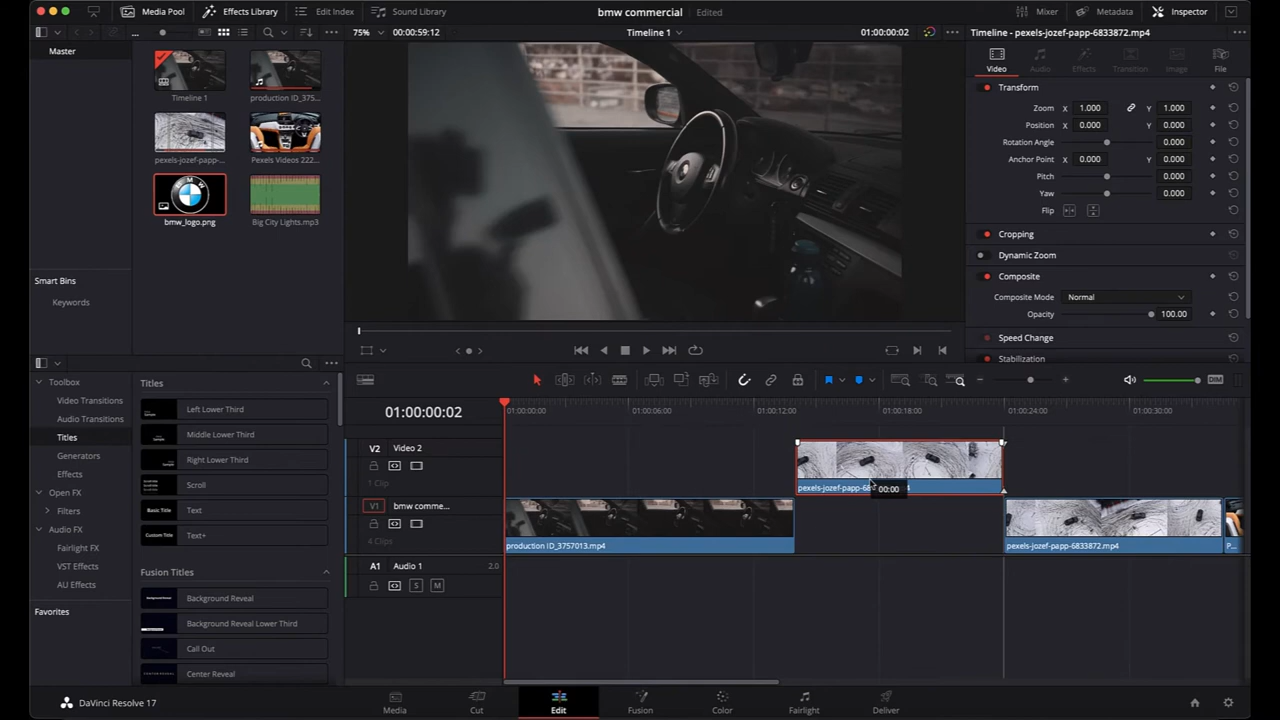 Media Pool
Effects Library
Edit Index
Sound Library
bmw commercial
Edited
Mixer
Metadata
Inspector
...
75%
00:00:59:12
Timeline 1
01:00:00:02
Timeline - pexels-jozef-papp-6833872.mp4
Master
Timeline 1
production ID_375...
pexels-jozef-papp-...
Pexels Videos 222...
bmw_logo.png
Big City Lights.mp3
Smart Bins
Keywords
Video
Audio
Effects
Transition
Image
File
Transform
Zoom X 1.000 Y 1.000
Position X 0.000 Y 0.000
Rotation Angle 0.000
Anchor Point X 0.000 Y 0.000
Pitch 0.000
Yaw 0.000
Flip
Cropping
Dynamic Zoom
Composite
Composite Mode Normal
Opacity 100.00
Speed Change
Stabilization
Toolbox
Video Transitions
Audio Transitions
Titles
Generators
Effects
Open FX
Filters
Audio FX
Fairlight FX
VST Effects
AU Effects
Favorites
Titles
Left Lower Third
Middle Lower Third
Right Lower Third
Scroll
Basic Title Text
Custom Title Text+
Fusion Titles
Background Reveal
Background Reveal Lower Third
Call Out
Center Reveal
DIM
01:00:00:02
01:00:00:00
01:00:06:00
01:00:12:00
01:00:18:00
01:00:24:00
01:00:30:00
V2 Video 2
1 Clip
V1 bmw comme...
4 Clips
A1 Audio 1 2.0
S M
00:00
production ID_3757013.mp4
pexels-jozef-papp-6833872.mp4
P...
DaVinci Resolve 17
Media
Cut
Edit
Fusion
Color
Fairlight
Deliver